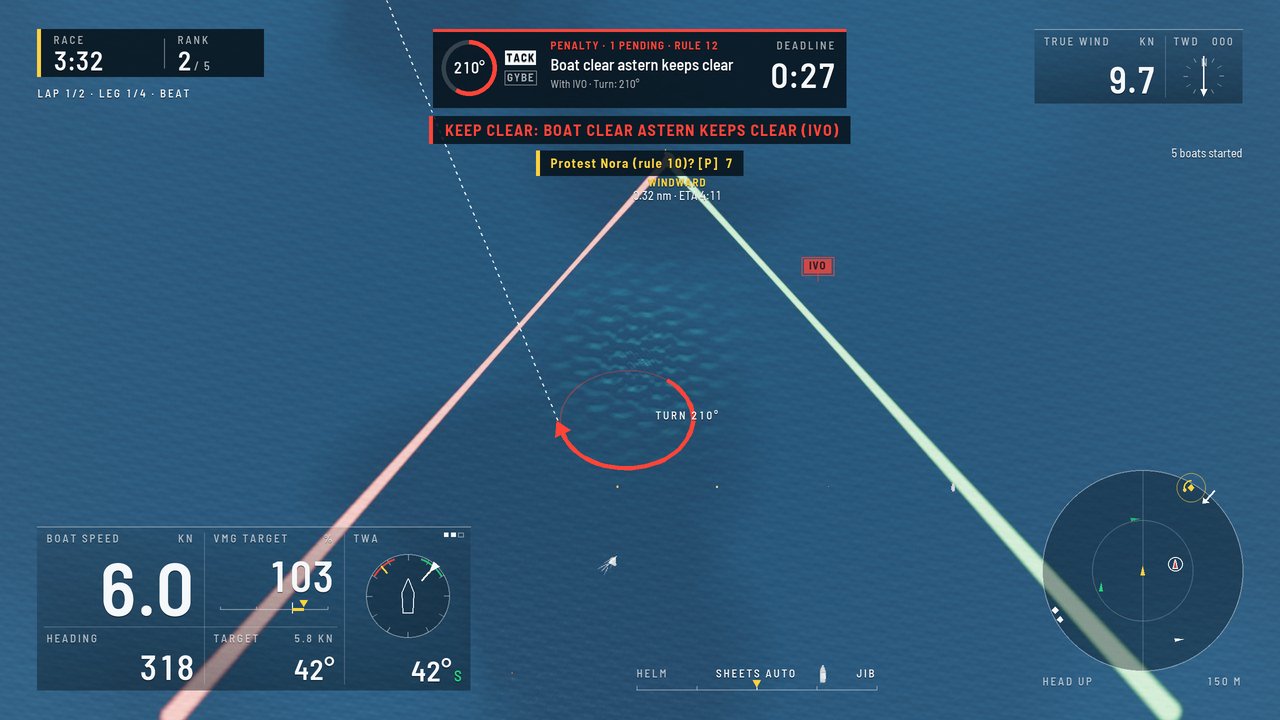 RACE
3:32
RANK
2 / 5
LAP 1/2 · LEG 1/4 · BEAT
210°
TACK
GYBE
PENALTY · 1 PENDING · RULE 12
Boat clear astern keeps clear
With IVO · Turn: 210°
DEADLINE
0:27
KEEP CLEAR: BOAT CLEAR ASTERN KEEPS CLEAR (IVO)
Protest Nora (rule 10)? [P] 7
WINDWARD
0.32 nm · ETA 4:11
TRUE WIND KN
9.7
TWD 000
5 boats started
IVO
TURN 210°
BOAT SPEED KN
6.0
VMG TARGET %
103
TWA
HEADING
318
TARGET 5.8 KN
42°
42° S
HELM
SHEETS AUTO
JIB
HEAD UP
150 M